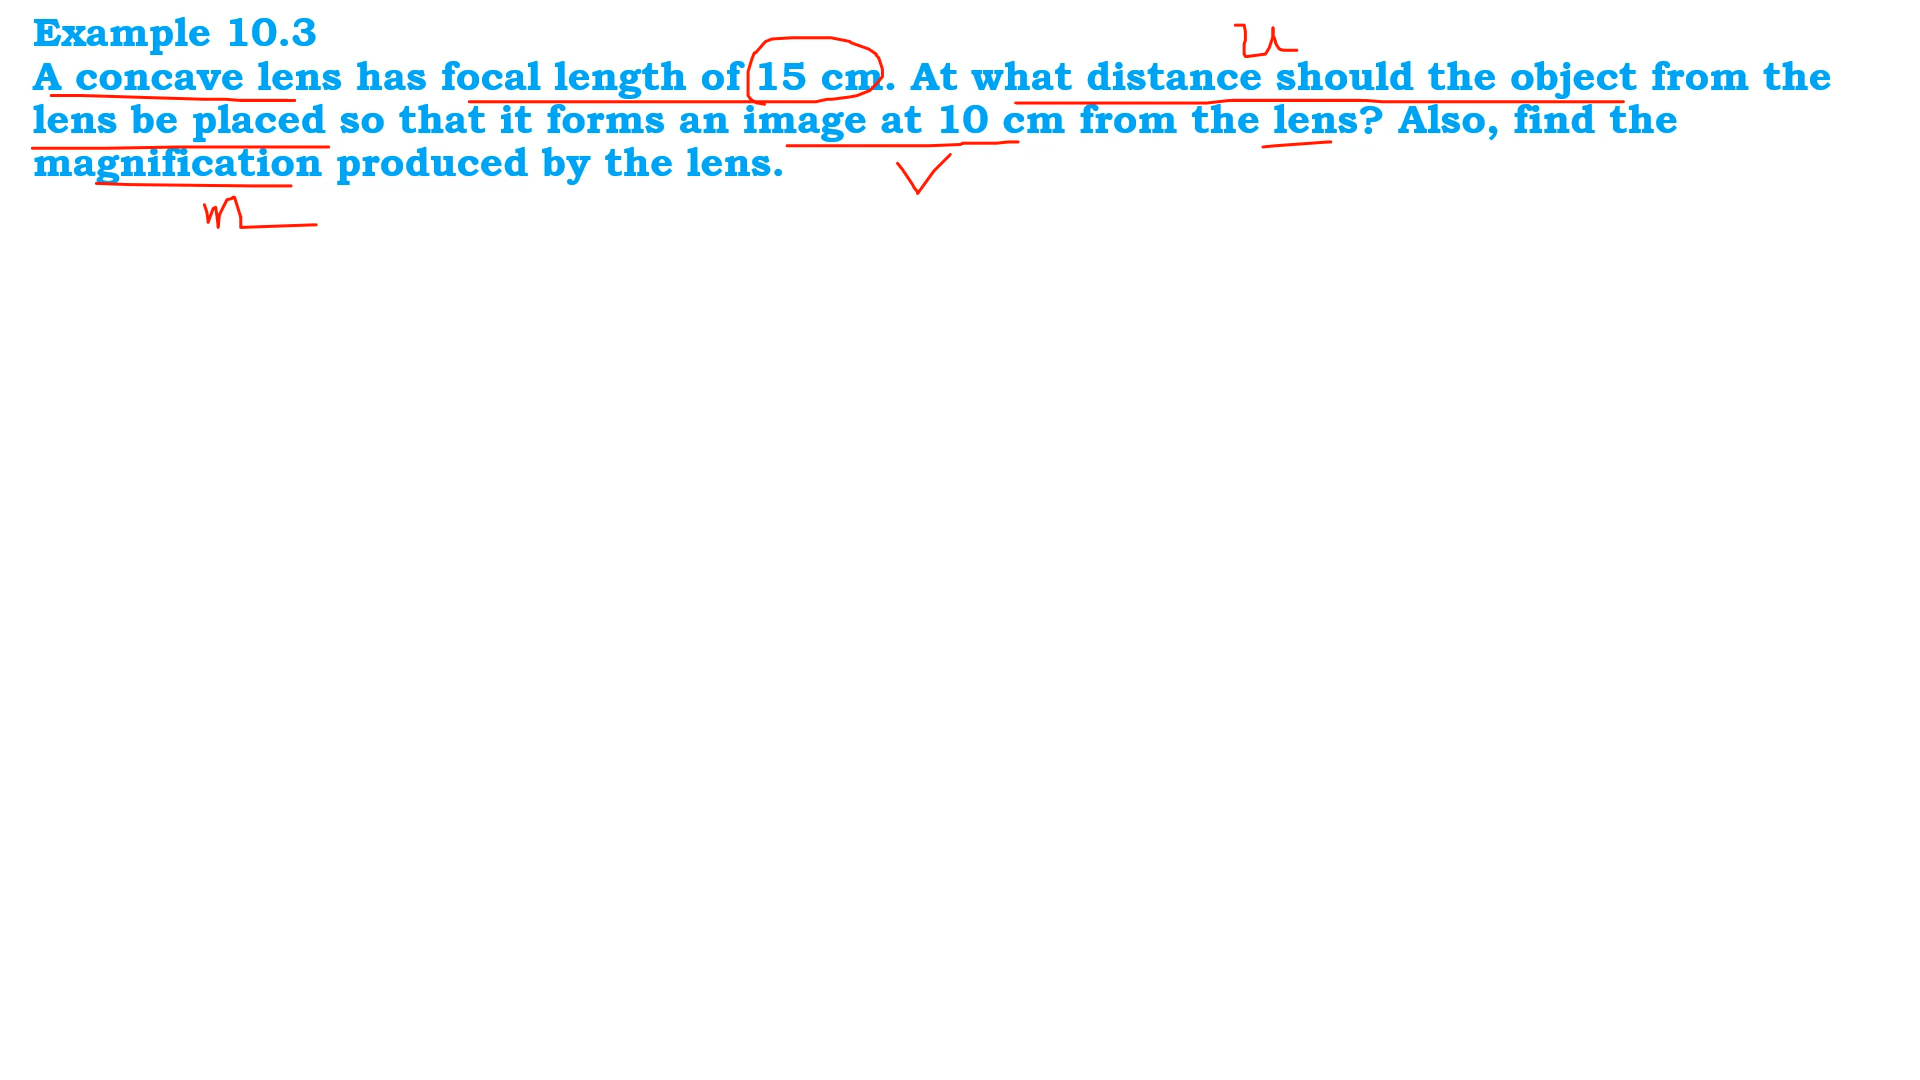 Example 10.3
u
A concave lens has focal length of 15 cm. At what distance should the object from the
lens be placed so that it forms an image at 10 cm from the lens? Also, find the
magnification produced by the lens.
v
m